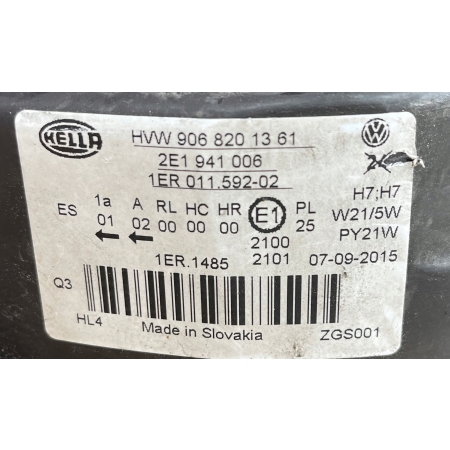 HELLA
HVW 906 820 13 61
2E1 941 006
1ER 011.592-02
ES 1a A RL HC HR E1 PL
01 02 00 00 00 25
2100
1ER.1485 2101 07-09-2015
H7;H7
W21/5W
PY21W
Q3
HL4 Made in Slovakia ZGS001